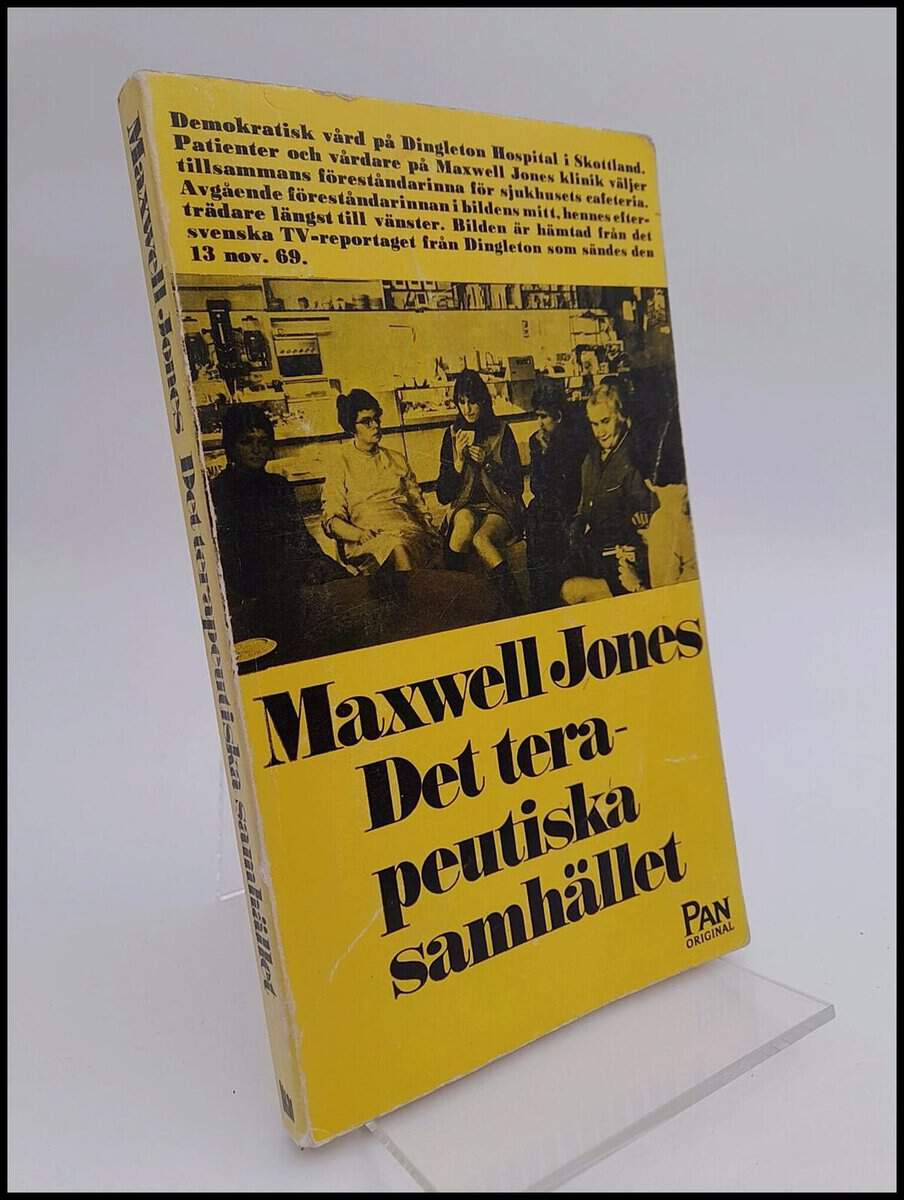 Demokratisk vård på Dingleton Hospital i Skottland.
Patienter och vårdare på Maxwell Jones klinik väljer
tillsammans föreståndarinna för sjukhusets cafeteria.
Avgående föreståndarinnan i bildens mitt, hennes efter-
trädare längst till vänster. Bilden är hämtad från det
svenska TV-reportaget från Dingleton som sändes den
13 nov. 69.
Maxwell Jones
Det tera-
peutiska
samhället
PAN
ORIGINAL
Maxwell Jones Det terapeutiska samhället